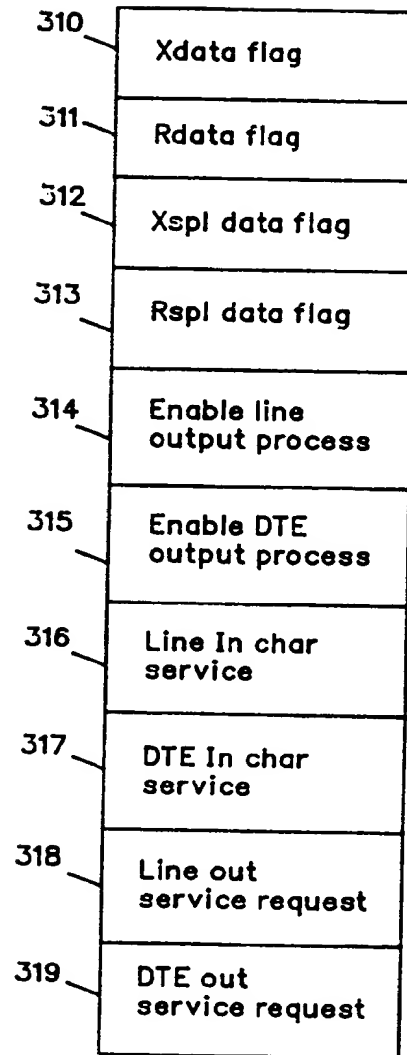 310
Xdata flag
311
Rdata flag
312
Xspl data flag
313
Rspl data flag
314
Enable line
output process
315
Enable DTE
output process
316
Line In char
service
317
DTE In char
service
318
Line out
service request
319
DTE out
service request